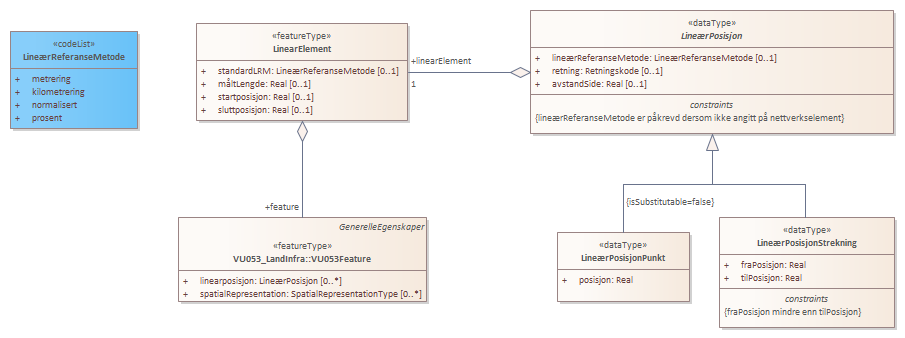 «codeList»
LineærReferanseMetode
+ metrering
+ kilometrering
+ normalisert
+ prosent
«featureType»
LinearElement
+ standardLRM: LineærReferanseMetode [0..1]
+ måltLengde: Real [0..1]
+ startposisjon: Real [0..1]
+ sluttposisjon: Real [0..1]
+linearElement
1
«dataType»
LineærPosisjon
+ lineærReferanseMetode: LineærReferanseMetode [0..1]
+ retning: Retningskode [0..1]
+ avstandSide: Real [0..1]
constraints
{lineærReferanseMetode er påkrevd dersom ikke angitt på nettverkselement}
+feature
GenerelleEgenskaper
«featureType»
VU053_LandInfra::VU053Feature
+ linearposisjon: LineærPosisjon [0..*]
+ spatialRepresentation: SpatialRepresentationType [0..*]
{isSubstitutable=false}
«dataType»
LineærPosisjonPunkt
+ posisjon: Real
«dataType»
LineærPosisjonStrekning
+ fraPosisjon: Real
+ tilPosisjon: Real
constraints
{fraPosisjon mindre enn tilPosisjon}